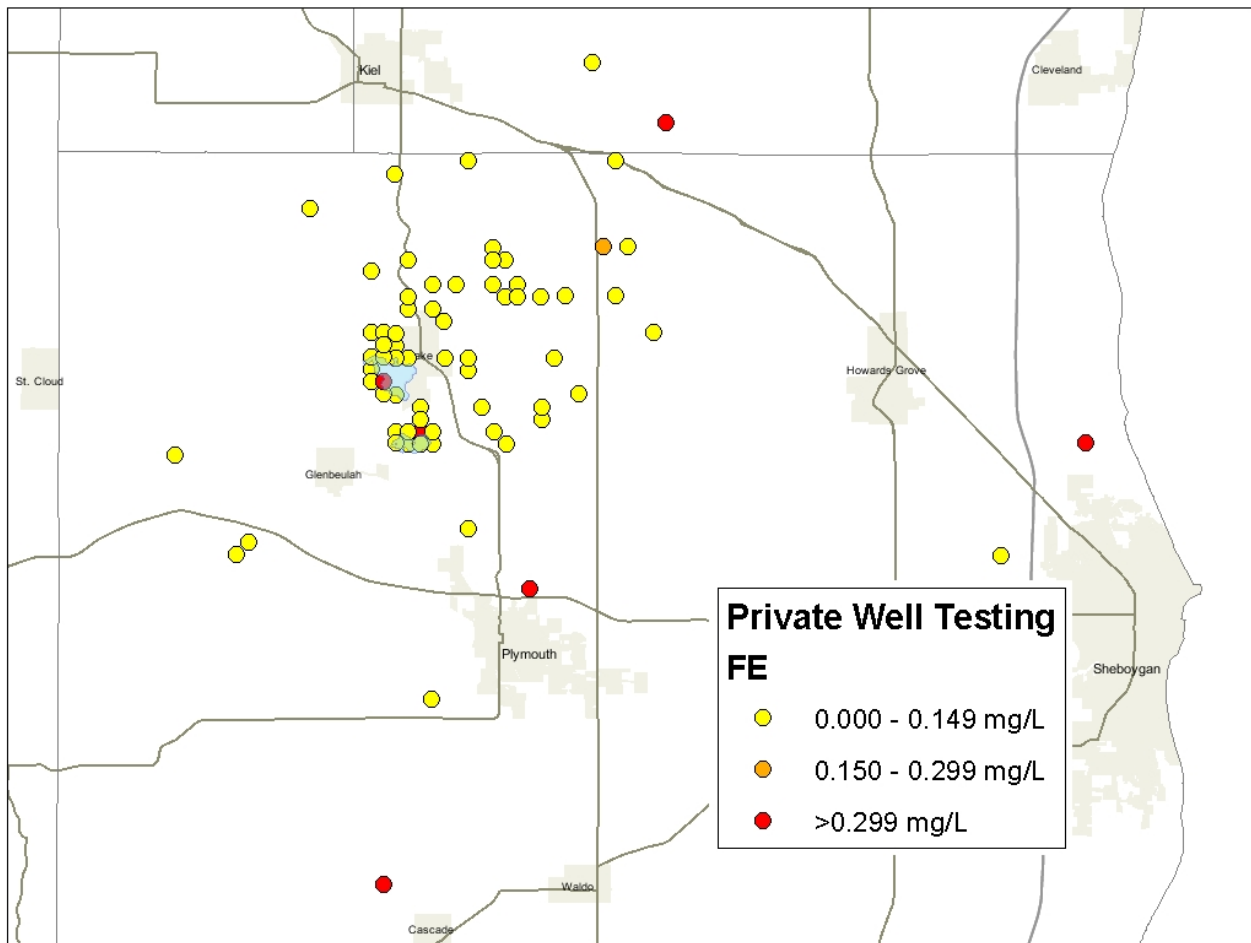 Kiel
Cleveland
ake
St. Cloud
Howards Grove
Glenbeulah
Plymouth
Sheboygan
Waldo
Cascade
Private Well Testing
FE
0.000 - 0.149 mg/L
0.150 - 0.299 mg/L
>0.299 mg/L